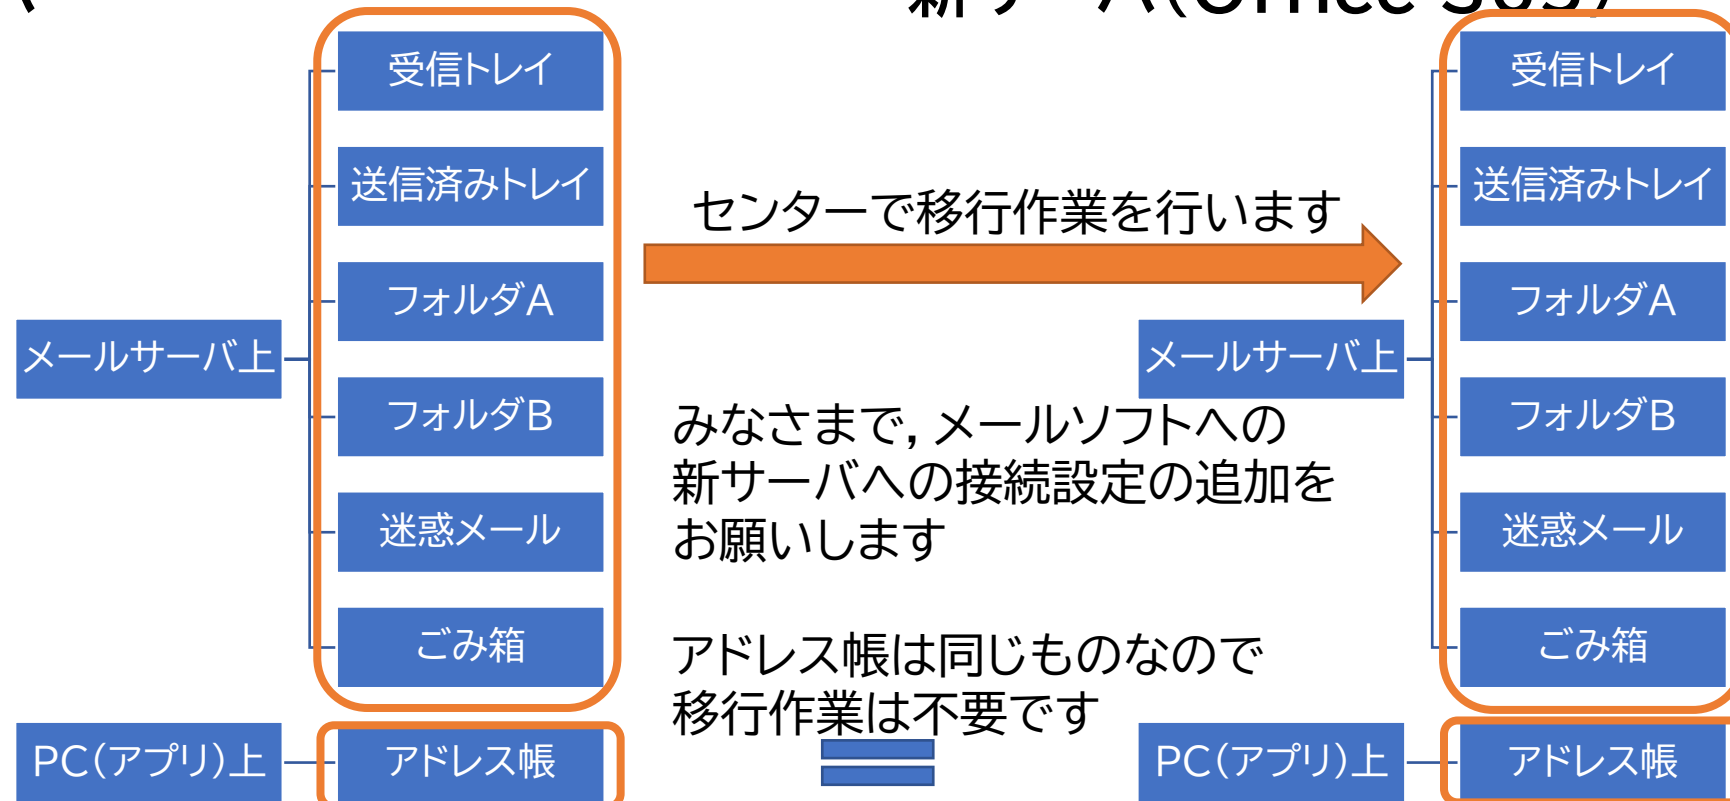 新サーバ(Office 365)
受信トレイ
送信済みトレイ
フォルダA
メールサーバ上
フォルダB
迷惑メール
ごみ箱
PC(アプリ)上
アドレス帳
センターで移行作業を行います
みなさまで,メールソフトへの
新サーバへの接続設定の追加を
お願いします
アドレス帳は同じものなので
移行作業は不要です
受信トレイ
送信済みトレイ
フォルダA
メールサーバ上
フォルダB
迷惑メール
ごみ箱
PC(アプリ)上
アドレス帳